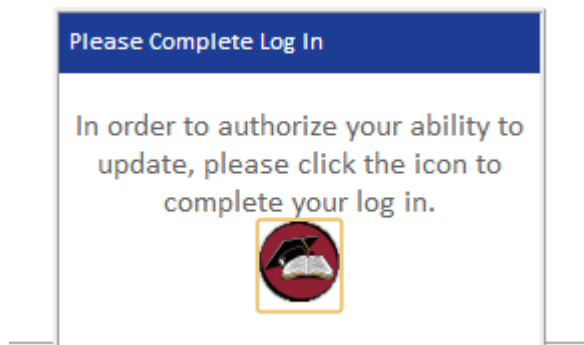 Please Complete Log In
In order to authorize your ability to
update, please click the icon to
complete your log in.